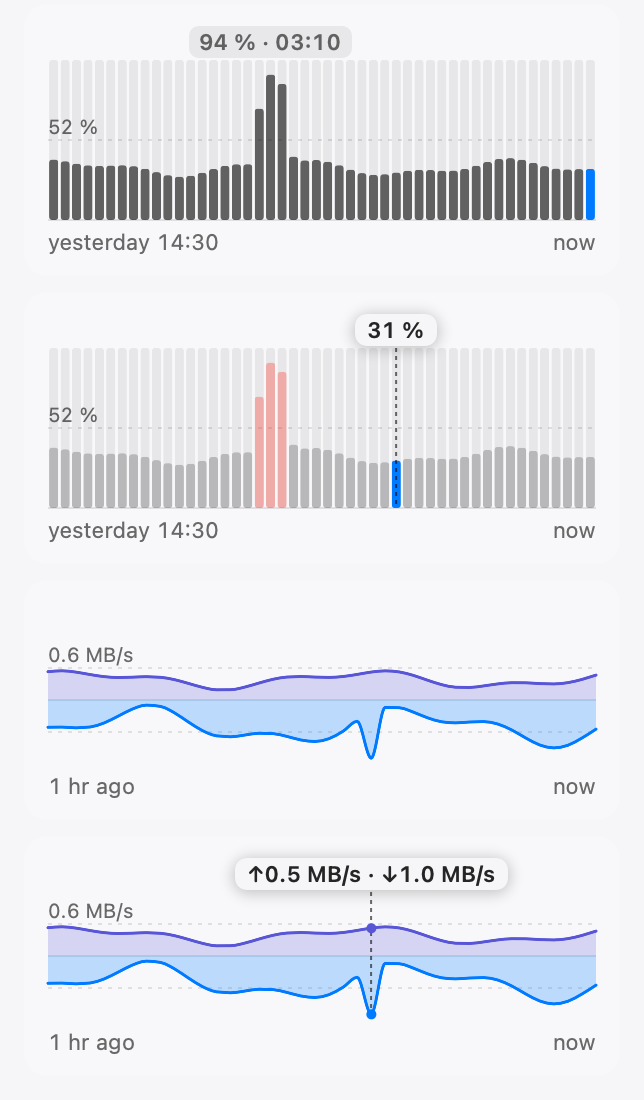 94 % · 03:10
52 %
yesterday 14:30 now
31 %
52 %
yesterday 14:30 now
0.6 MB/s
1 hr ago now
↑0.5 MB/s · ↓1.0 MB/s
0.6 MB/s
1 hr ago now